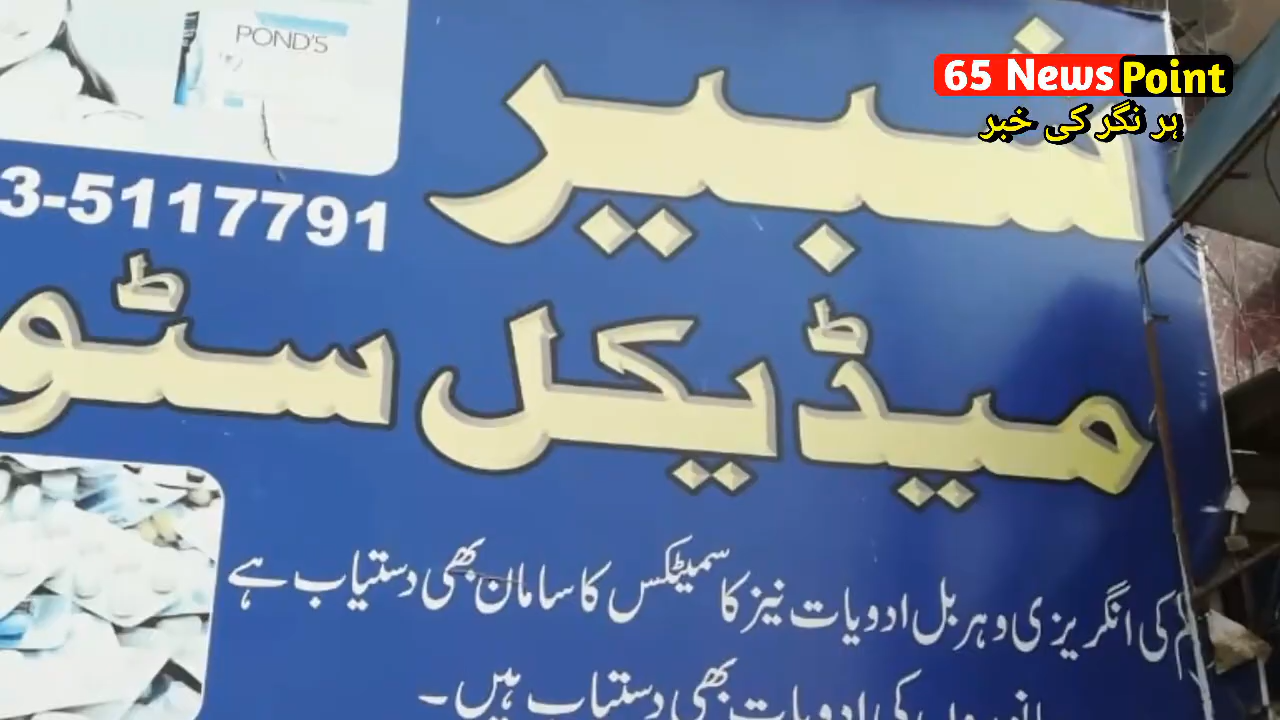 65 News Point
ہر نگر کی خبر
POND'S
شبیر
3-5117791
میڈیکل سٹو
کی انگریزی و ہربل ادویات نیز کاسمیٹکس کا سامان بھی دستیاب ہے
کی ادویات بھی دستیاب ہیں۔